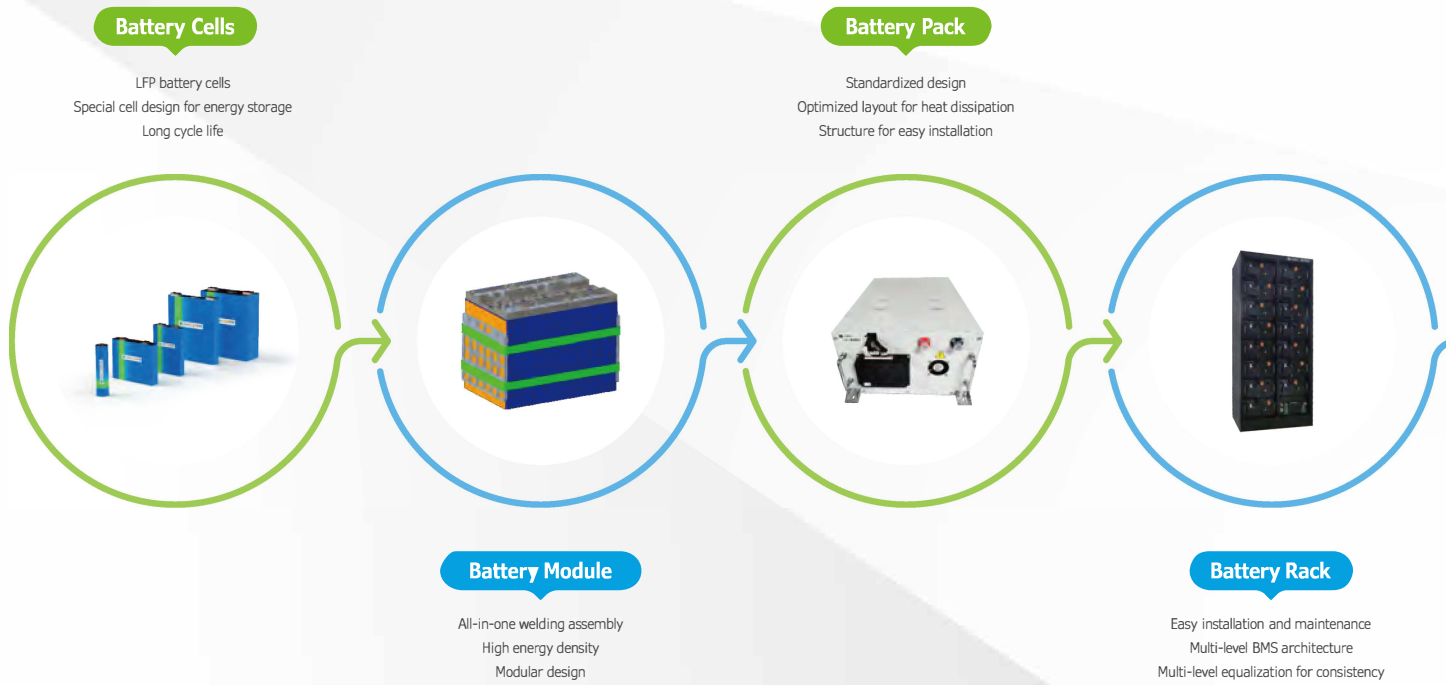 Battery Cells
LFP battery cells
Special cell design for energy storage
Long cycle life
Battery Pack
Standardized design
Optimized layout for heat dissipation
Structure for easy installation
Battery Module
All-in-one welding assembly
High energy density
Modular design
Battery Rack
Easy installation and maintenance
Multi-level BMS architecture
Multi-level equalization for consistency